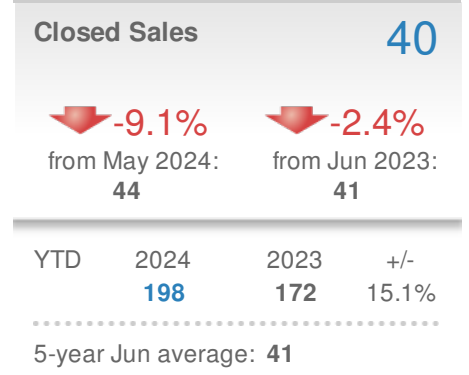 Closed Sales 40
-9.1% -2.4%
from May 2024: from Jun 2023:
44 41
YTD 2024 2023 +/-
198 172 15.1%
5-year Jun average: 41